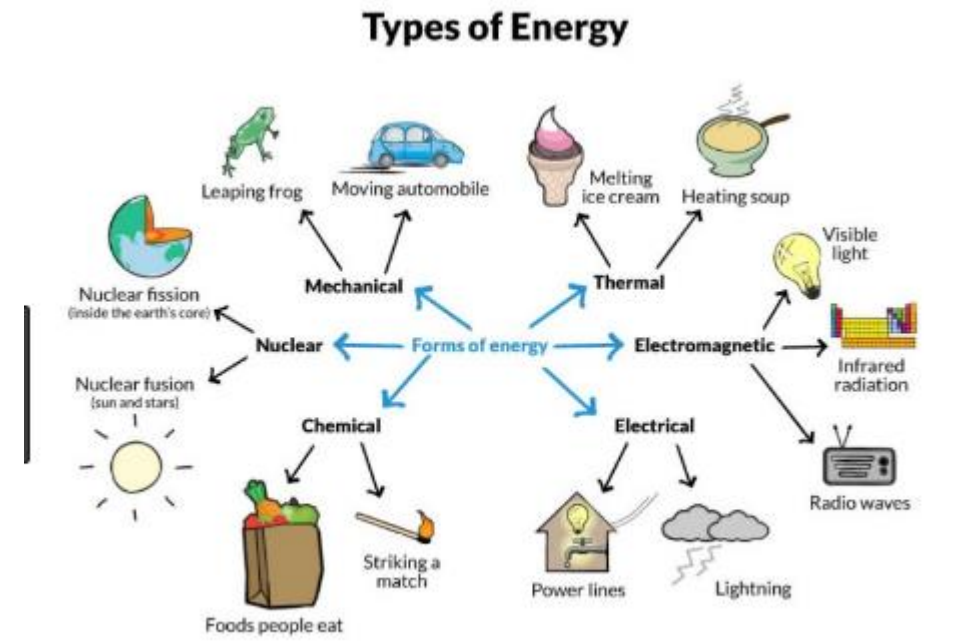 Types of Energy
Leaping frog
Moving automobile
Melting
ice cream
Heating soup
Visible
light
Nuclear fission
(inside the earth's core)
Mechanical
Thermal
Nuclear
Forms of energy
Electromagnetic
Infrared
radiation
Nuclear fusion
(sun and stars)
Chemical
Electrical
Radio waves
Striking a
match
Power lines
Lightning
Foods people eat